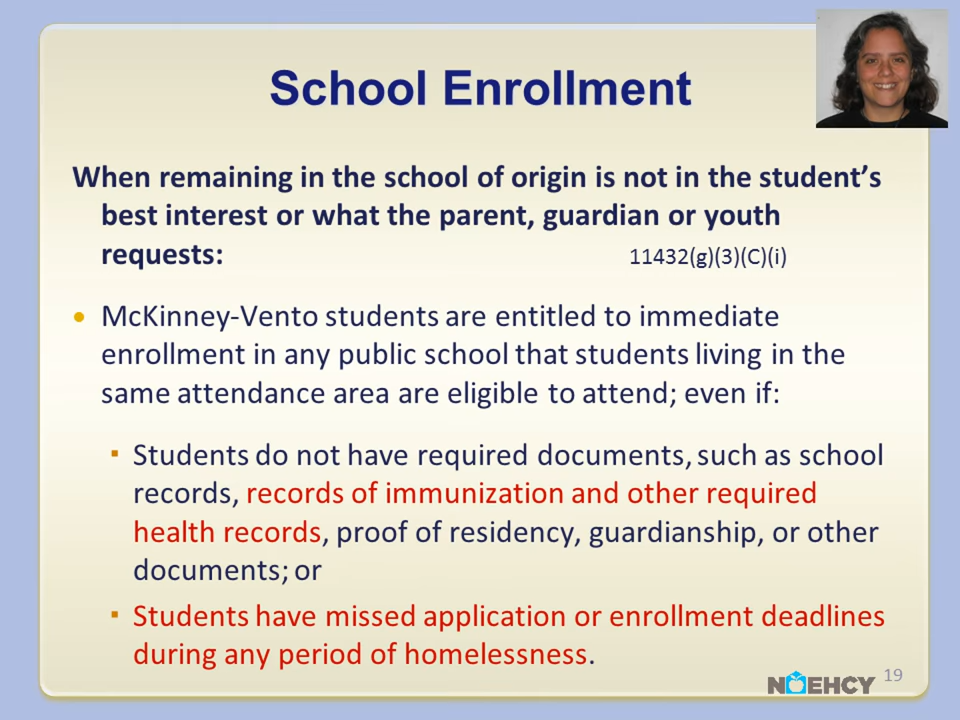 School Enrollment
When remaining in the school of origin is not in the student’s
best interest or what the parent, guardian or youth
requests: 11432(g)(3)(C)(i)
• McKinney-Vento students are entitled to immediate
enrollment in any public school that students living in the
same attendance area are eligible to attend; even if:
▪ Students do not have required documents, such as school
records, records of immunization and other required
health records, proof of residency, guardianship, or other
documents; or
▪ Students have missed application or enrollment deadlines
during any period of homelessness.
NAEHCY 19